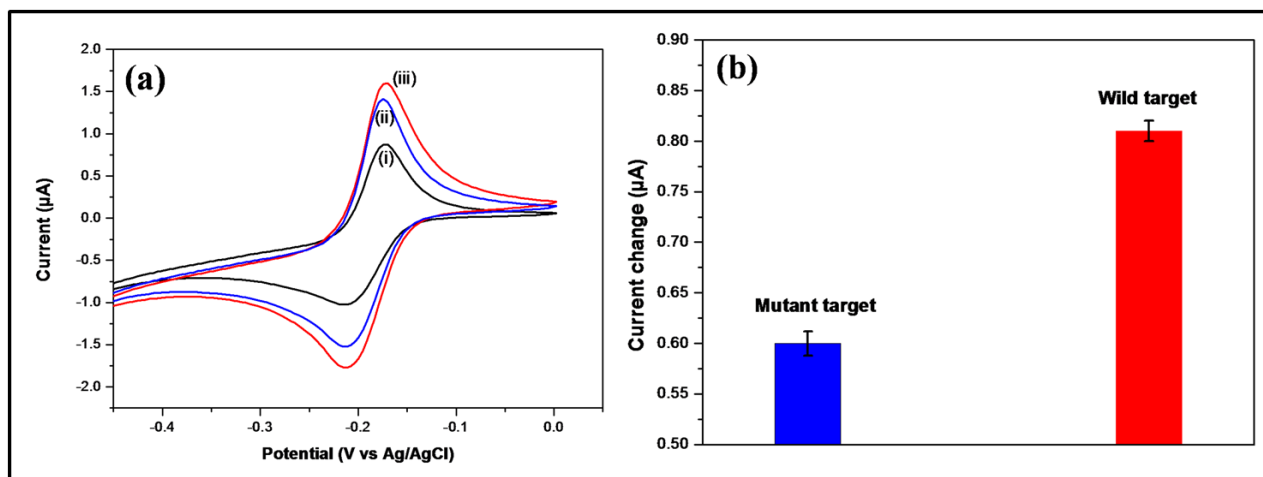 (a)
(iii)
(ii)
(i)
2.0
1.5
1.0
0.5
0.0
-0.5
-1.0
-1.5
-2.0
Current (µA)
-0.4
-0.3
-0.2
-0.1
0.0
Potential (V vs Ag/AgCl)
(b)
Wild target
Mutant target
0.90
0.85
0.80
0.75
0.70
0.65
0.60
0.55
0.50
Current change (µA)